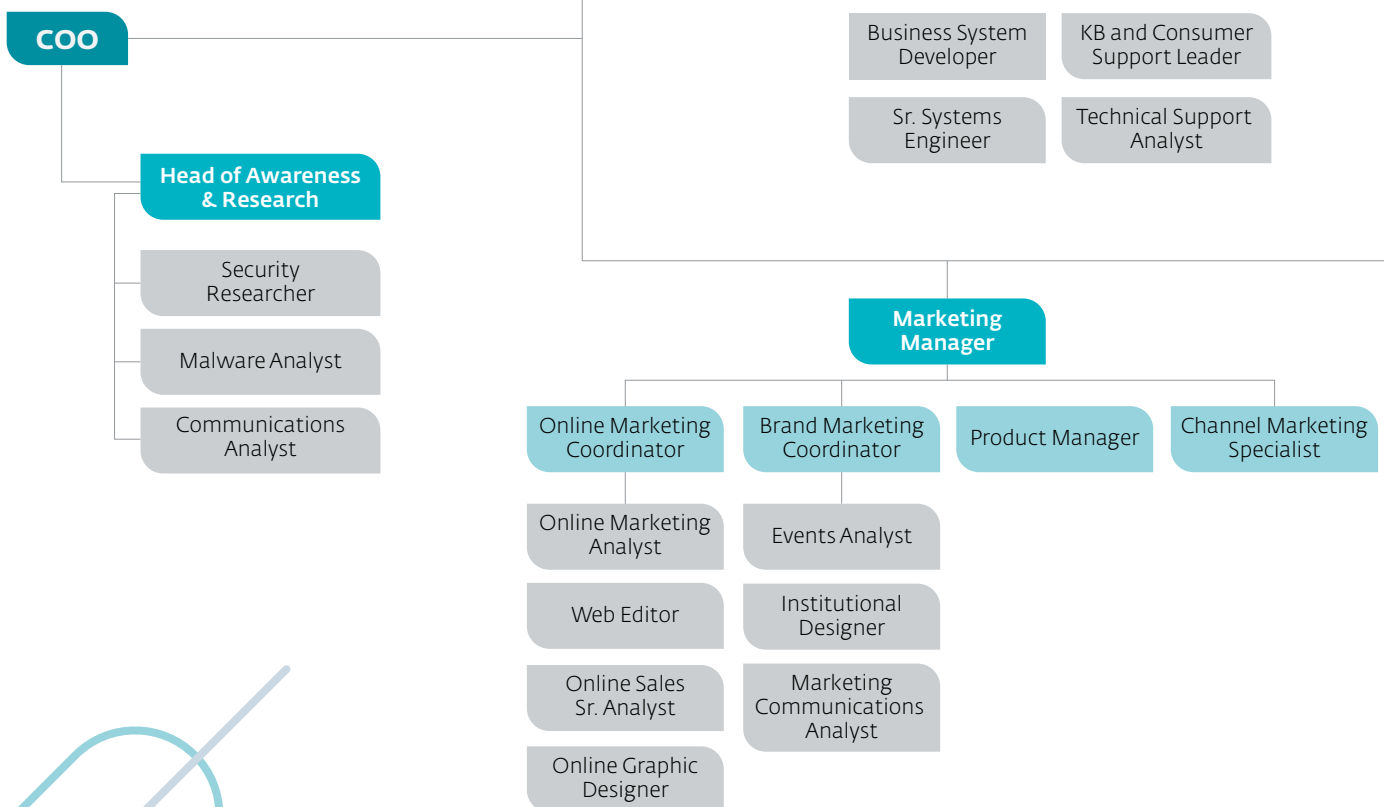 COO
Business System
Developer
KB and Consumer
Support Leader
Sr. Systems
Engineer
Technical Support
Analyst
Head of Awareness
& Research
Security
Researcher
Malware Analyst
Communications
Analyst
Marketing
Manager
Online Marketing
Coordinator
Brand Marketing
Coordinator
Product Manager
Channel Marketing
Specialist
Online Marketing
Analyst
Events Analyst
Web Editor
Institutional
Designer
Online Sales
Sr. Analyst
Marketing
Communications
Analyst
Online Graphic
Designer